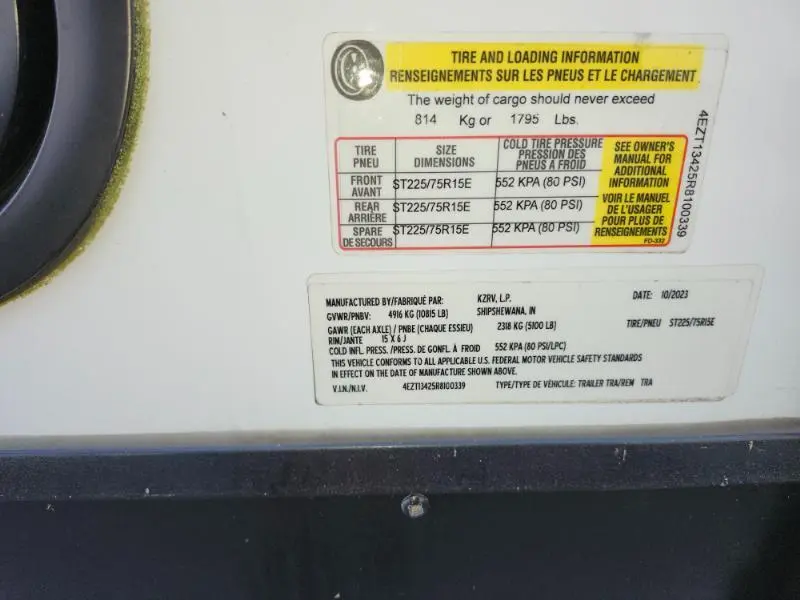 TIRE AND LOADING INFORMATION
RENSEIGNEMENTS SUR LES PNEUS ET LE CHARGEMENT
The weight of cargo should never exceed
814 Kg or 1795 Lbs.
TIRE PNEU SIZE DIMENSIONS COLD TIRE PRESSURE PRESSION DES PNEUS A FROID
FRONT AVANT ST225/75R15E 552 KPA (80 PSI)
REAR ARRIÈRE ST225/75R15E 552 KPA (80 PSI)
SPARE DE SECOURS ST225/75R15E 552 KPA (80 PSI)
SEE OWNER'S
MANUAL FOR
ADDITIONAL
INFORMATION
VOIR LE MANUEL
DE L'USAGER
POUR PLUS DE
RENSEIGNEMENTS
FD-332
4EZT13425R8100339
MANUFACTURED BY/FABRIQUÉ PAR: KZRV, L.P. DATE: 10/2023
GVWR/PNBV: 4916 KG (10815 LB) SHIPSHEWANA, IN
GAWR (EACH AXLE) / PNBE (CHAQUE ESSIEU) 2318 KG (5100 LB) TIRE/PNEU ST225/75R15E
RIM/JANTE 15 X 6 J
COLD INFL. PRESS./PRESS. DE GONFL. À FROID 552 KPA (80 PSI/LPC)
THIS VEHICLE CONFORMS TO ALL APPLICABLE U.S. FEDERAL MOTOR VEHICLE SAFETY STANDARDS
IN EFFECT ON THE DATE OF MANUFACTURE SHOWN ABOVE.
V.I.N./N.I.V. 4EZT13425R8100339 TYPE/TYPE DE VÉHICULE: TRAILER TRA/REM TRA